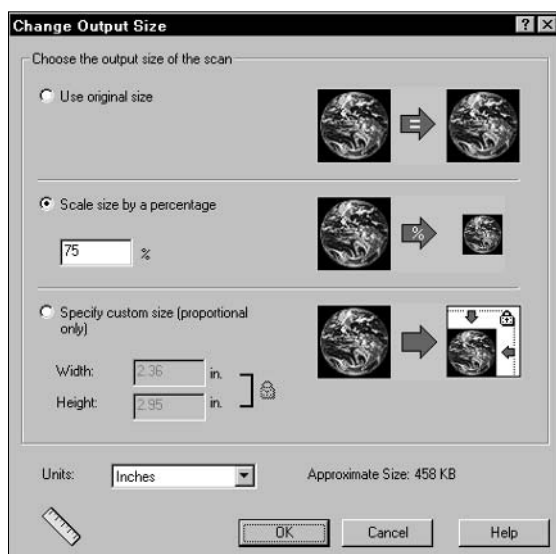 Change Output Size
Choose the output size of the scan
Use original size
=
Scale size by a percentage
75 %
%
Specify custom size (proportional
only)
Width: 2.36 in.
Height: 2.95 in.
Units: Inches
Approximate Size: 458 KB
OK Cancel Help